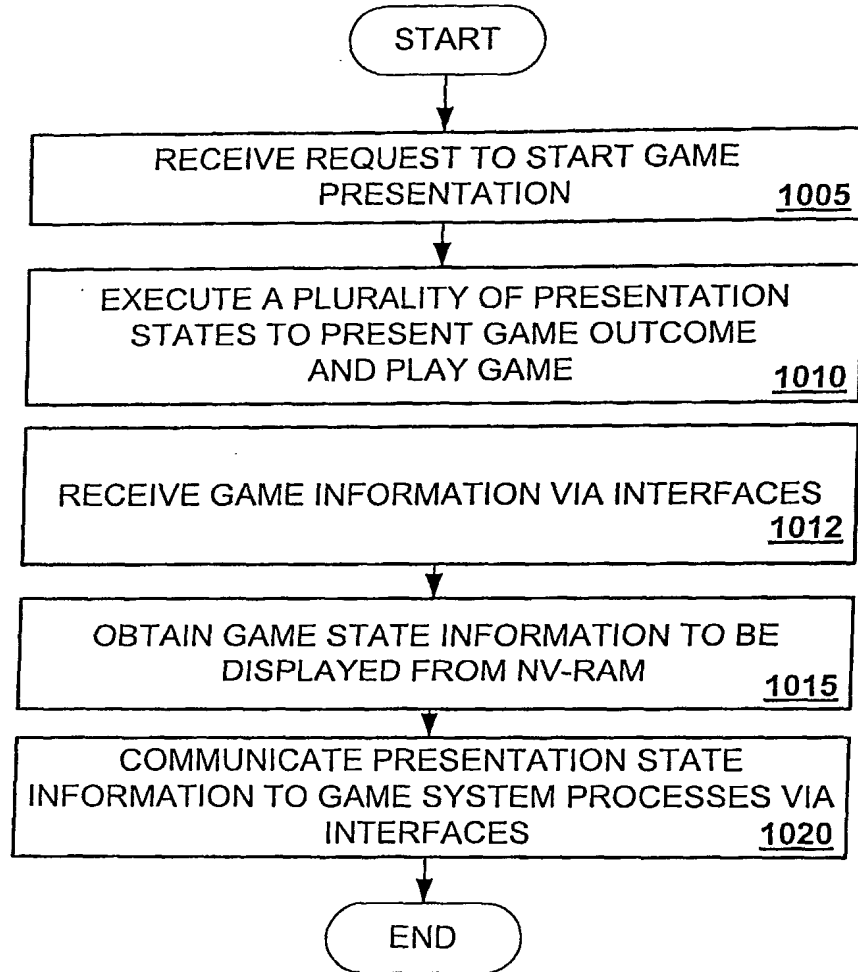 START
RECEIVE REQUEST TO START GAME
PRESENTATION
1005
EXECUTE A PLURALITY OF PRESENTATION
STATES TO PRESENT GAME OUTCOME
AND PLAY GAME
1010
RECEIVE GAME INFORMATION VIA INTERFACES
1012
OBTAIN GAME STATE INFORMATION TO BE
DISPLAYED FROM NV-RAM
1015
COMMUNICATE PRESENTATION STATE
INFORMATION TO GAME SYSTEM PROCESSES VIA
INTERFACES
1020
END